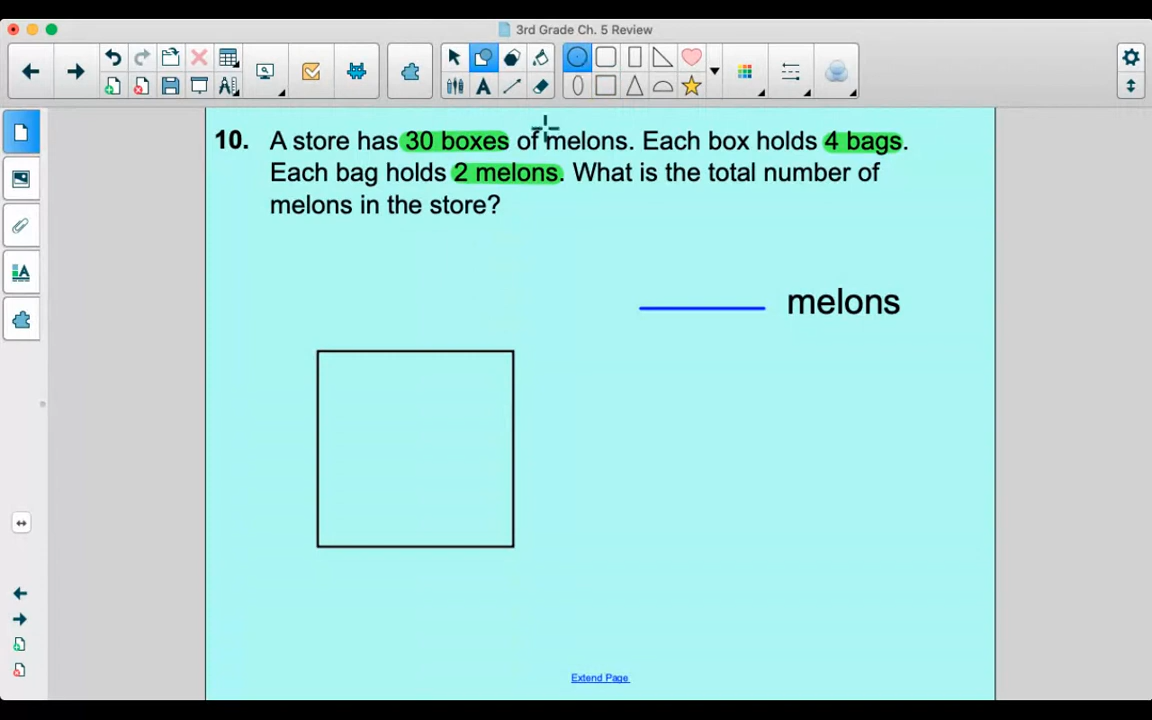 3rd Grade Ch. 5 Review
10. A store has 30 boxes of melons. Each box holds 4 bags.
Each bag holds 2 melons. What is the total number of
melons in the store?
melons
Extend Page